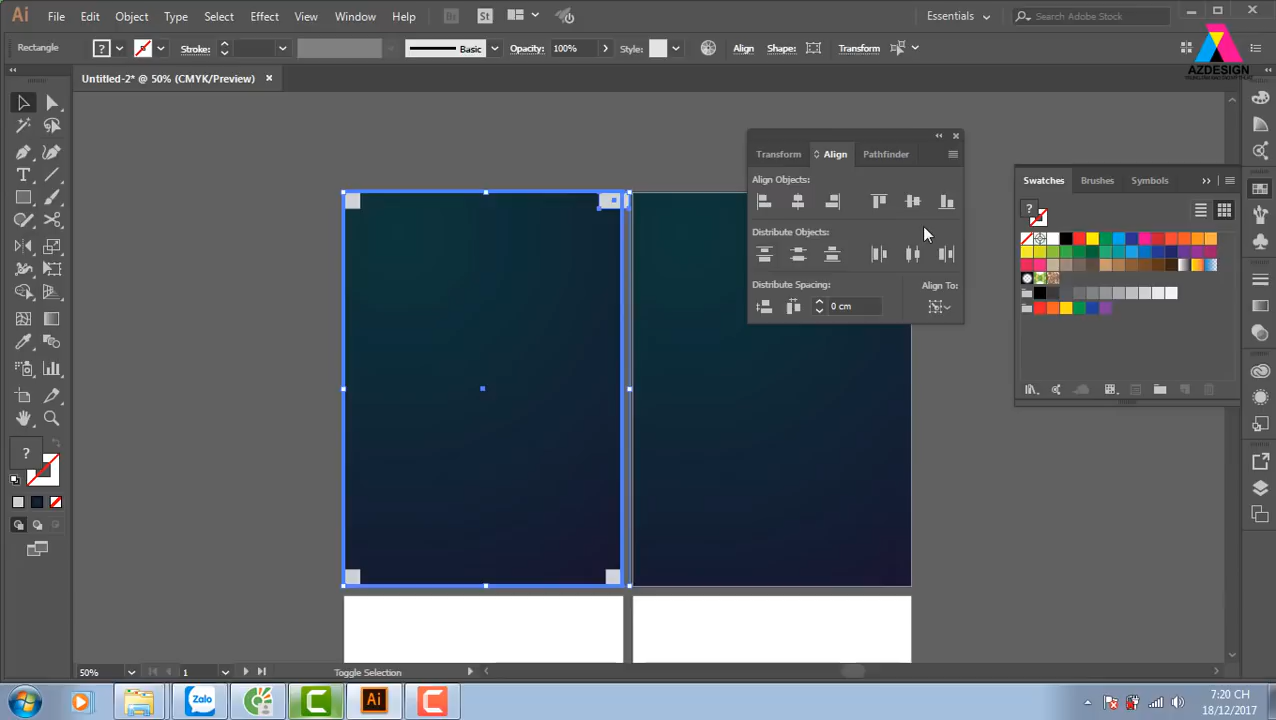 Ai File Edit Object Type Select Effect View Window Help Br St Essentials Search Adobe Stock
Rectangle ? Stroke: Basic Opacity: 100% Style: Align Shape: Transform
AZDESIGN
Untitled-2* @ 50% (CMYK/Preview)
Transform Align Pathfinder
Align Objects:
Distribute Objects:
Distribute Spacing: Align To:
0 cm
Swatches Brushes Symbols
?
?
50% 1 Toggle Selection
Zalo Ai 7:20 CH
18/12/2017